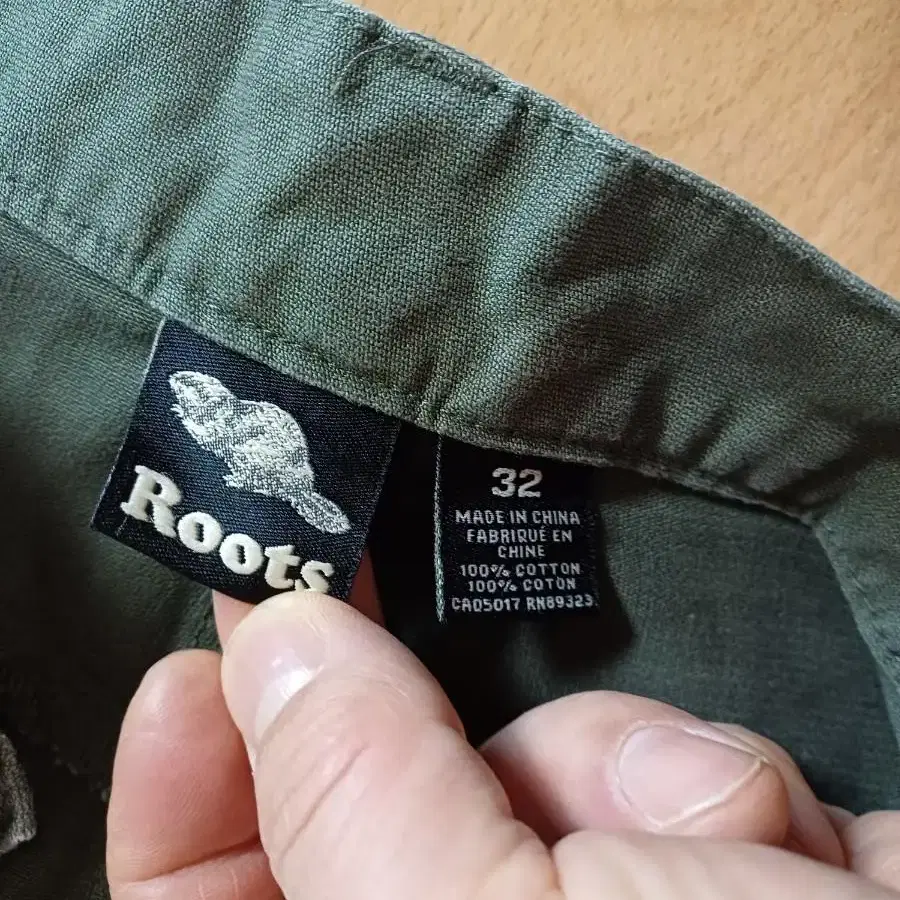 Roots
32
MADE IN CHINA
FABRIQUÉ EN
CHINE
100% COTTON
100% COTON
CA05017 RN89323